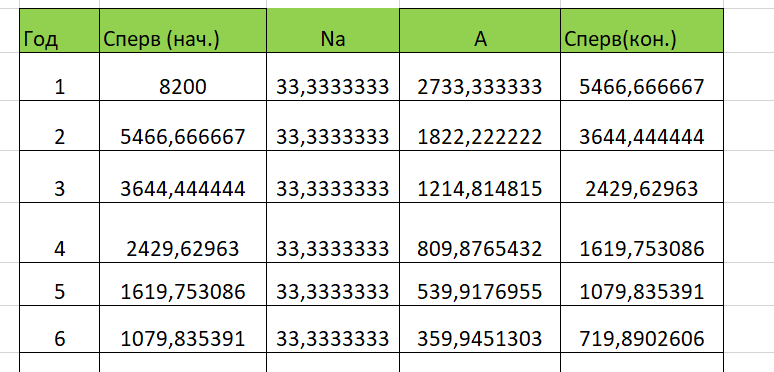 Год Сперв (нач.) Na A Сперв(кон.)
1 8200 33,3333333 2733,333333 5466,666667
2 5466,666667 33,3333333 1822,222222 3644,444444
3 3644,444444 33,3333333 1214,814815 2429,62963
4 2429,62963 33,3333333 809,8765432 1619,753086
5 1619,753086 33,3333333 539,9176955 1079,835391
6 1079,835391 33,3333333 359,9451303 719,8902606